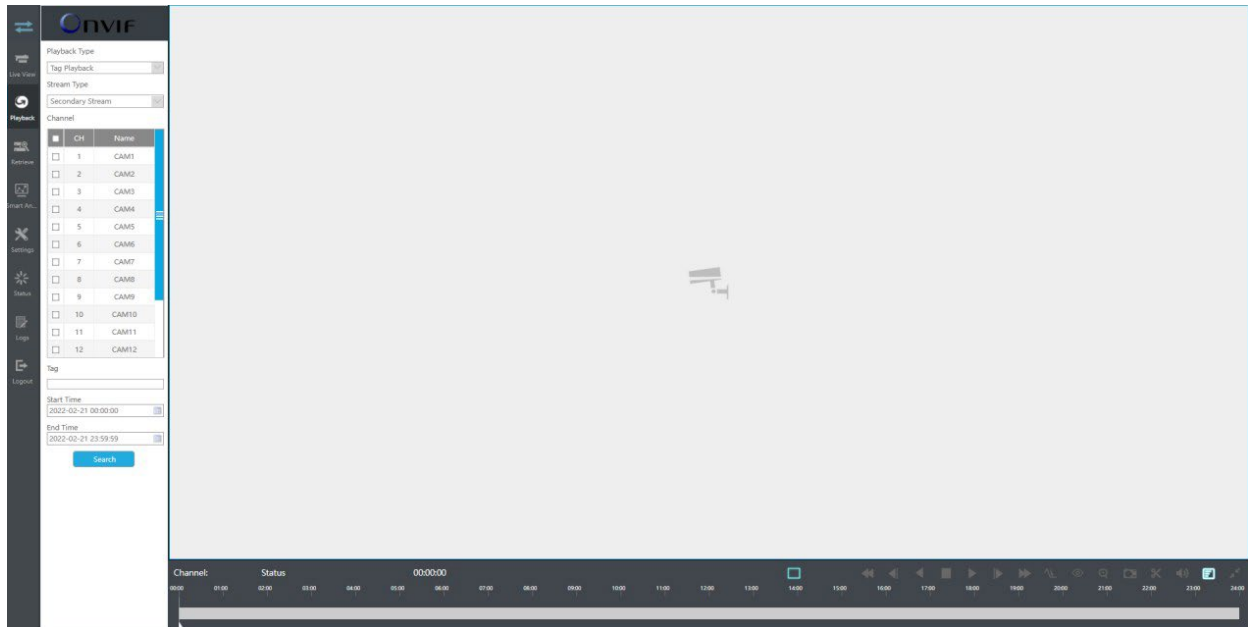 ONVIF
Live View
Playback
Retrieve
Smart An...
Settings
Status
Logs
Logout
Playback Type
Tag Playback
Stream Type
Secondary Stream
Channel
CH Name
1 CAM1
2 CAM2
3 CAM3
4 CAM4
5 CAM5
6 CAM6
7 CAM7
8 CAM8
9 CAM9
10 CAM10
11 CAM11
12 CAM12
Tag
Start Time
2022-02-21 00:00:00
End Time
2022-02-21 23:59:59
Search
Channel: Status 00:00:00
00:00 01:00 02:00 03:00 04:00 05:00 06:00 07:00 08:00 09:00 10:00 11:00 12:00 13:00 14:00 15:00 16:00 17:00 18:00 19:00 20:00 21:00 22:00 23:00 24:00